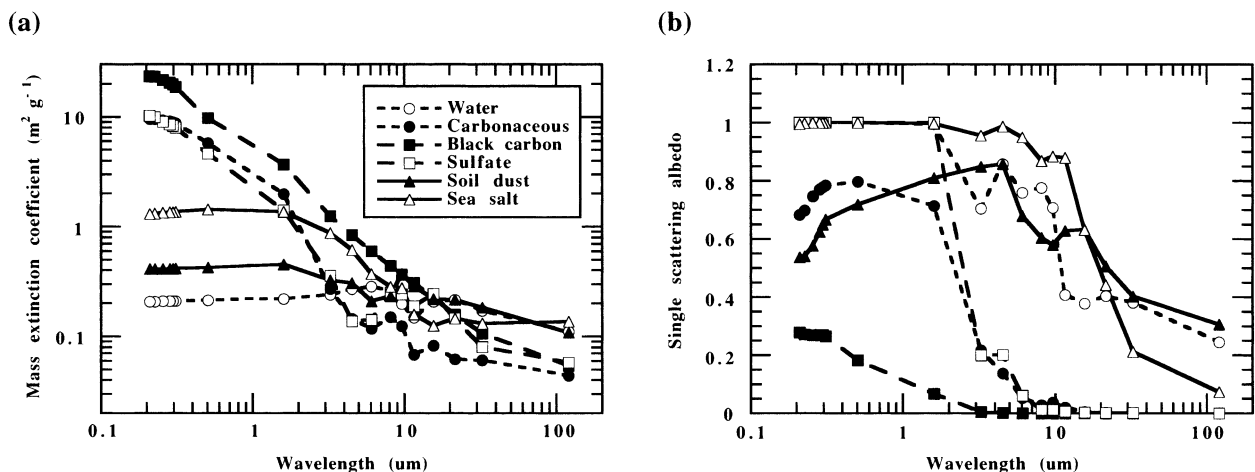 (a)
Mass extinction coefficient (m² g⁻¹)
10
1
0.1
0.1
1
10
100
Wavelength (um)
Water
Carbonaceous
Black carbon
Sulfate
Soil dust
Sea salt
(b)
Single scattering albedo
1.2
1
0.8
0.6
0.4
0.2
0
0.1
1
10
100
Wavelength (um)